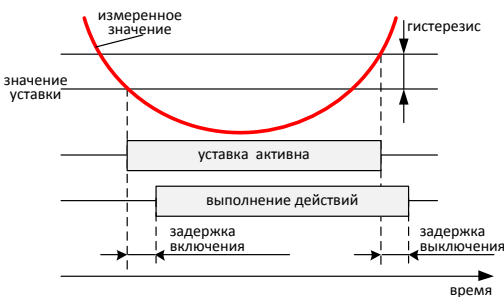 измеренное
значение
гистерезис
значение
уставки
уставка активна
выполнение действий
задержка
включения
задержка
выключения
время